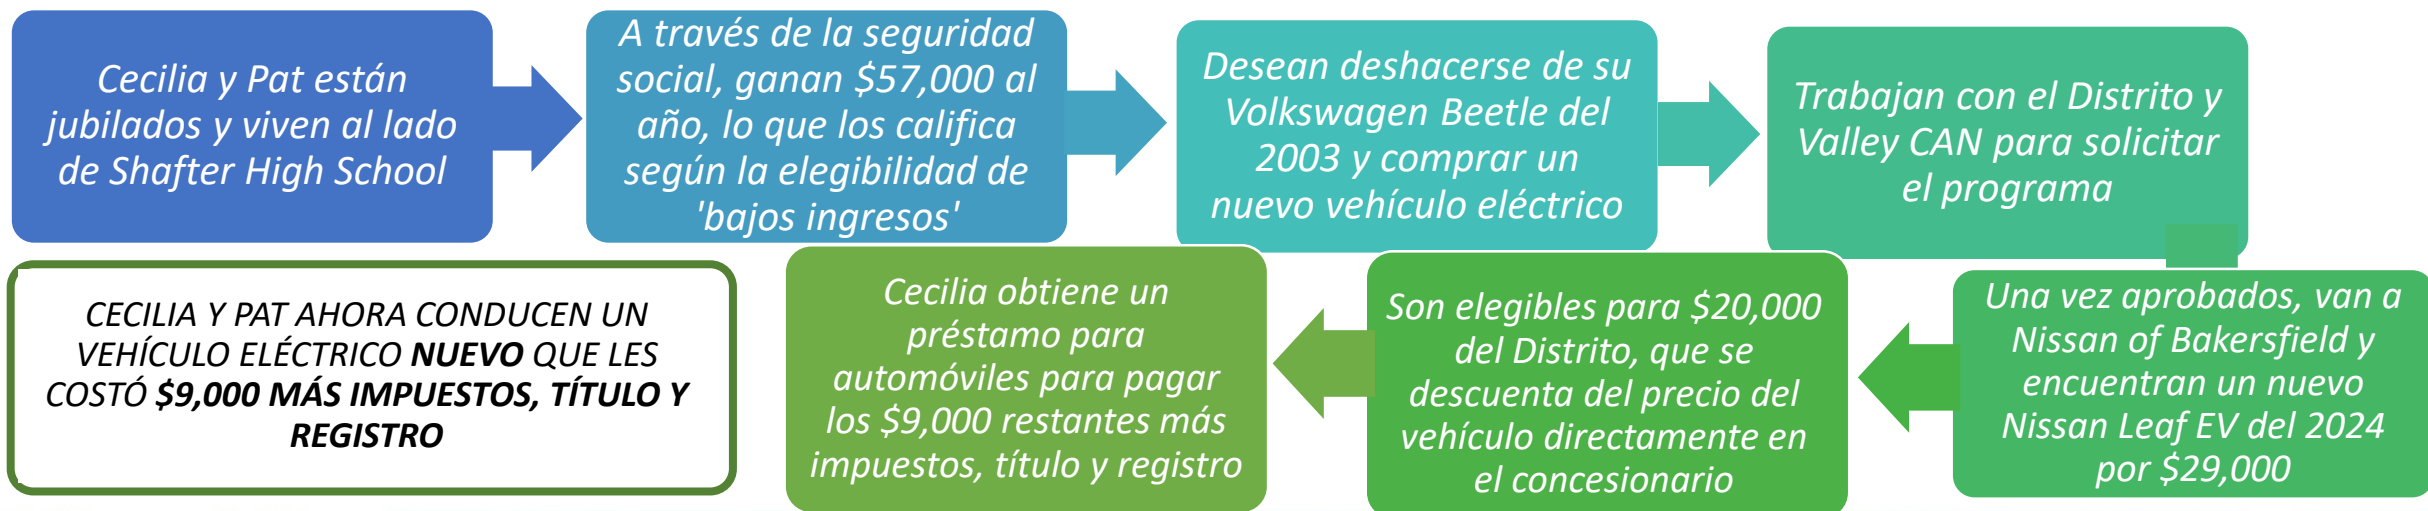 Cecilia y Pat están
jubilados y viven al lado
de Shafter High School
A través de la seguridad
social, ganan $57,000 al
año, lo que los califica
según la elegibilidad de
'bajos ingresos'
Desean deshacerse de su
Volkswagen Beetle del
2003 y comprar un
nuevo vehículo eléctrico
Trabajan con el Distrito y
Valley CAN para solicitar
el programa
Una vez aprobados, van a
Nissan of Bakersfield y
encuentran un nuevo
Nissan Leaf EV del 2024
por $29,000
Son elegibles para $20,000
del Distrito, que se
descuenta del precio del
vehículo directamente en
el concesionario
Cecilia obtiene un
préstamo para
automóviles para pagar
los $9,000 restantes más
impuestos, título y registro
CECILIA Y PAT AHORA CONDUCEN UN
VEHÍCULO ELÉCTRICO NUEVO QUE LES
COSTÓ $9,000 MÁS IMPUESTOS, TÍTULO Y
REGISTRO